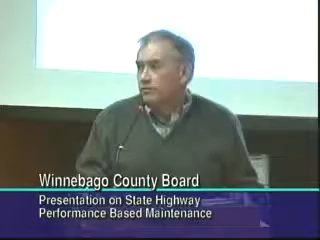 Winnebago County Board
Presentation on State Highway
Performance Based Maintenance